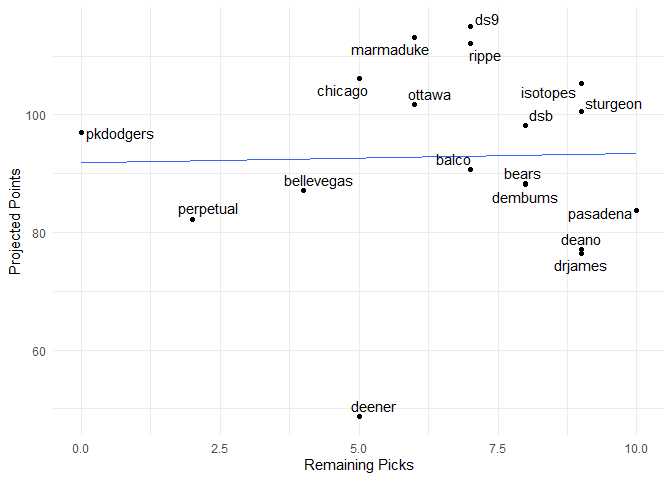 ds9
marmaduke
rippe
chicago
ottawa
isotopes
sturgeon
dsb
100
pkdodgers
balco
bears
bellevegas
dembums
perpetual
pasadena
80
deano
drjames
60
deener
0.0
2.5
5.0
7.5
10.0
Remaining Picks
Projected Points